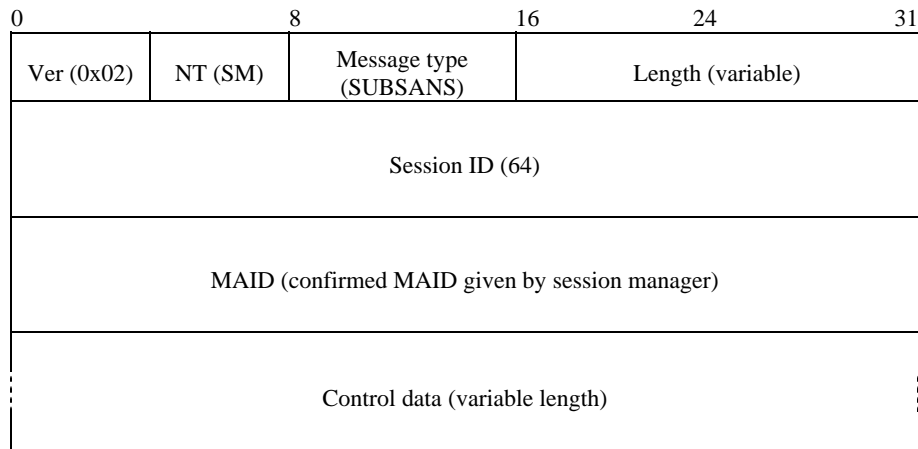 0 8 16 24 31
Ver (0x02) NT (SM) Message type (SUBSANS) Length (variable)
Session ID (64)
MAID (confirmed MAID given by session manager)
Control data (variable length)